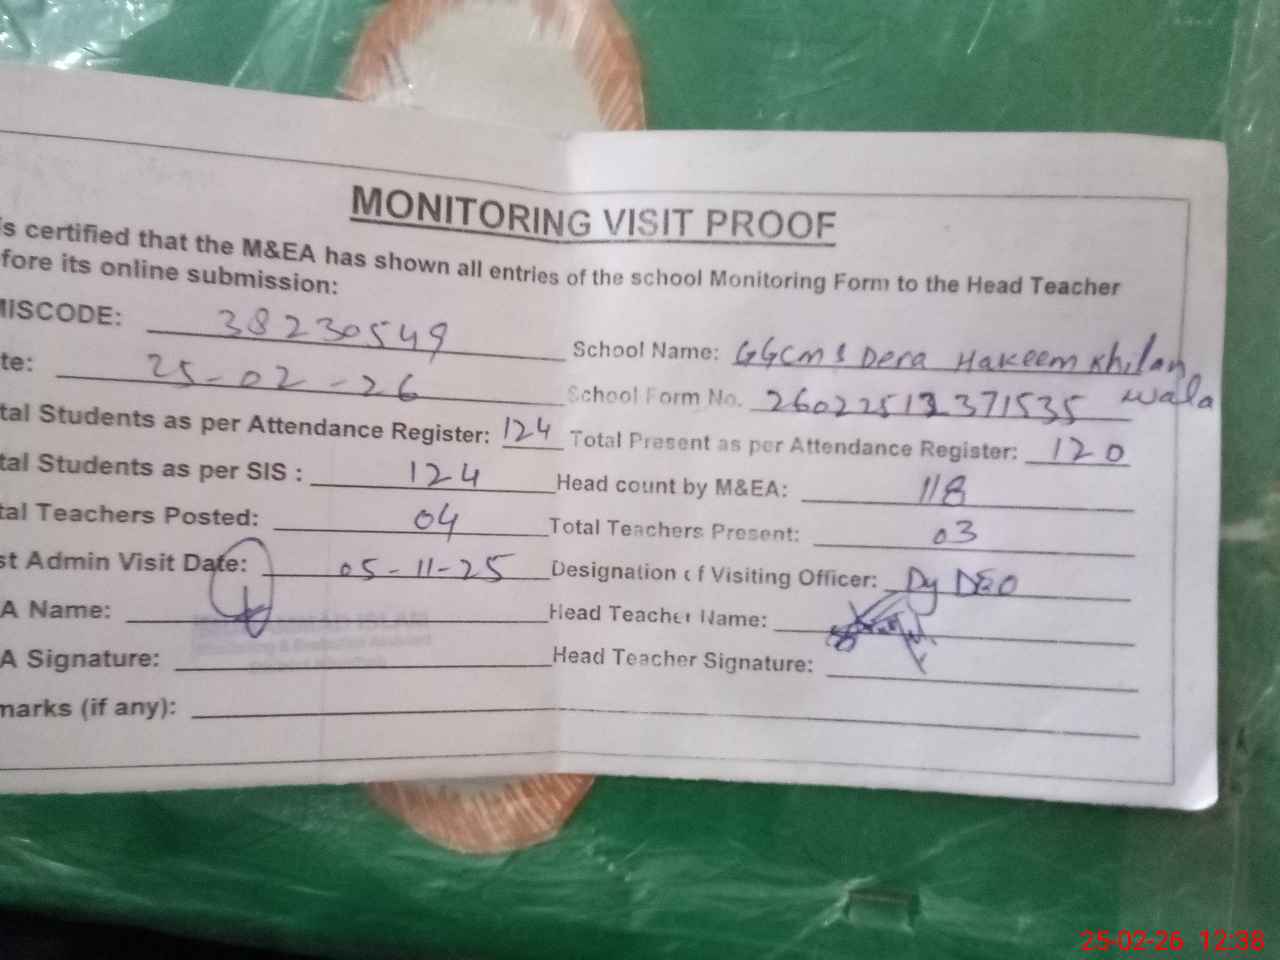 MONITORING VISIT PROOF
s certified that the M&EA has shown all entries of the school Monitoring Form to the Head Teacher
fore its online submission:
MISCODE: 38230549 School Name: GGCMS Dera Hakeem Khilan Wala
te: 25-02-26 School Form No. 26022513371535
tal Students as per Attendance Register: 124 Total Present as per Attendance Register: 120
tal Students as per SIS : 124 Head count by M&EA: 118
tal Teachers Posted: 04 Total Teachers Present: 03
st Admin Visit Date: 05-11-25 Designation of Visiting Officer: Dy DEO
A Name: Head Teacher Name:
A Signature: Head Teacher Signature:
marks (if any):
25-02-26 12:38